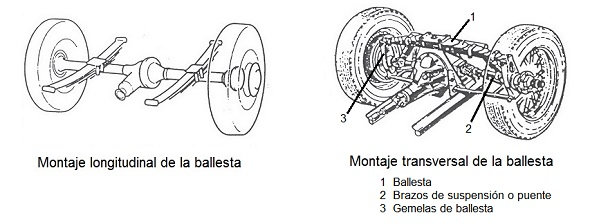 1
3
2
Montaje longitudinal de la ballesta
Montaje transversal de la ballesta
1 Ballesta
2 Brazos de suspensión o puente
3 Gemelas de ballesta